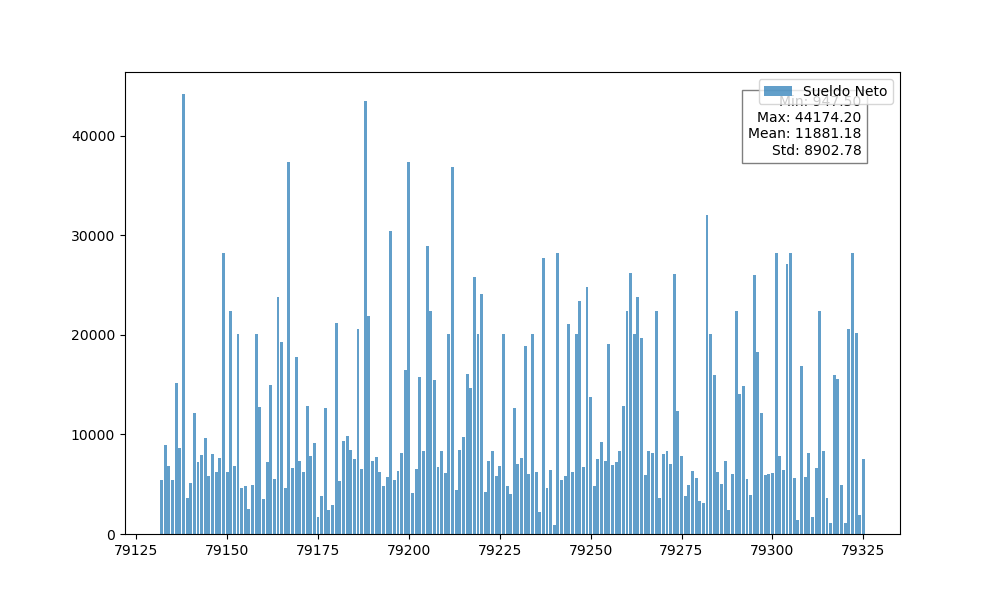 Sueldo Neto
Min: 947.50
Max: 44174.20
Mean: 11881.18
Std: 8902.78
40000
30000
20000
10000
0
79125 79150 79175 79200 79225 79250 79275 79300 79325